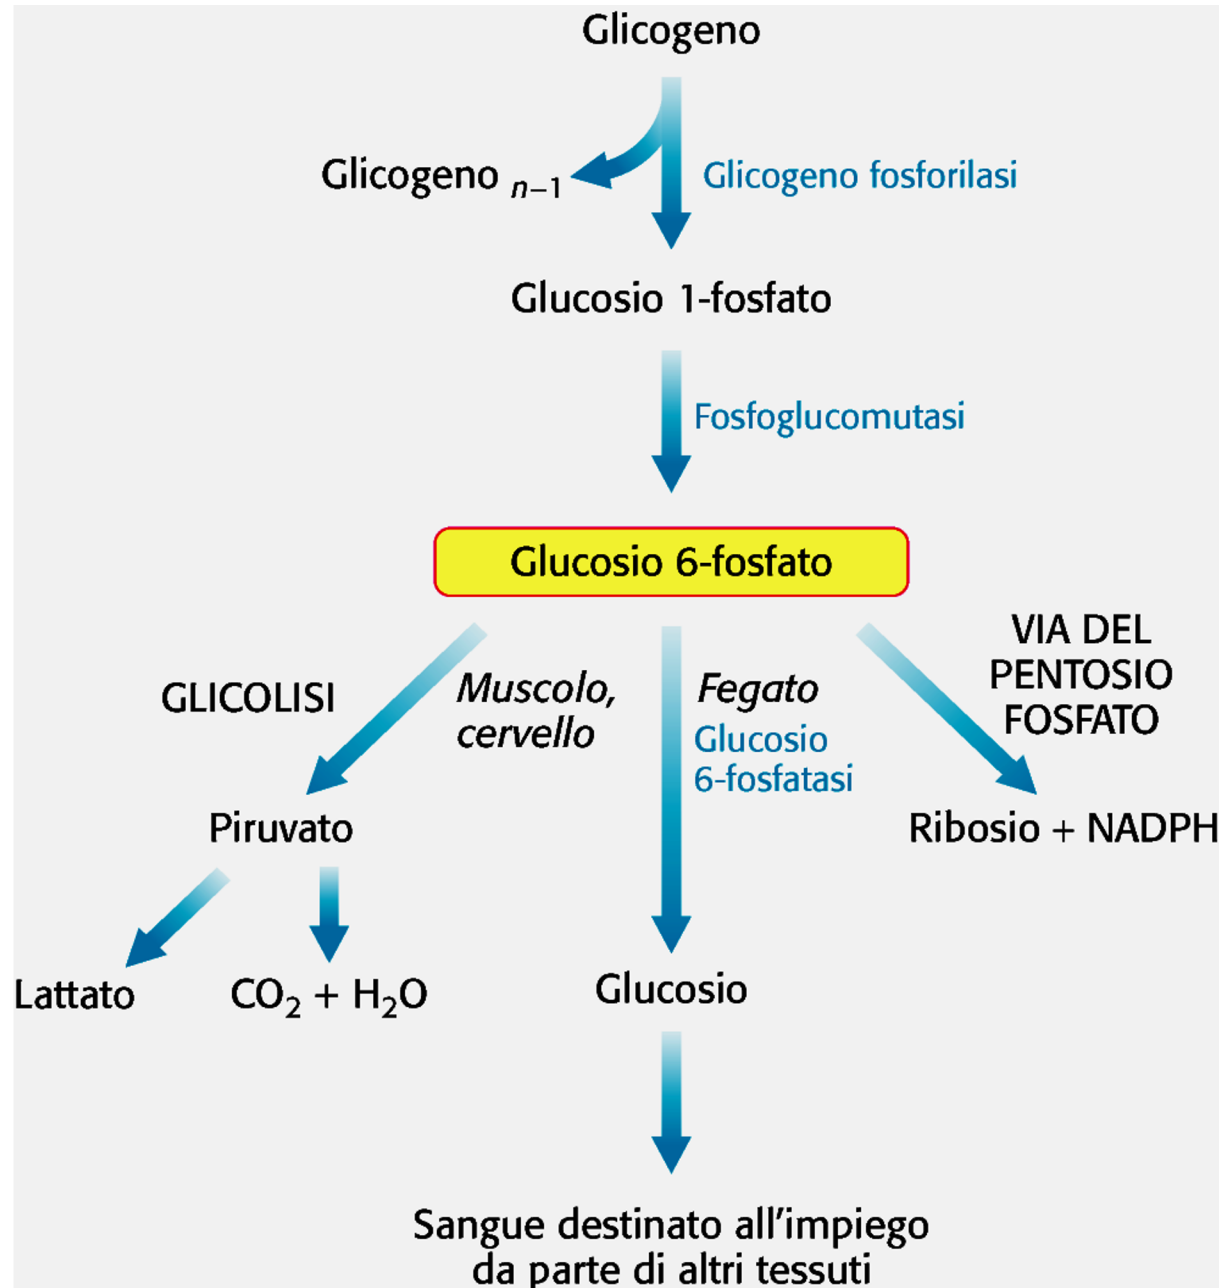 Glicogeno
Glicogeno n–1
Glicogeno fosforilasi
Glucosio 1-fosfato
Fosfoglucomutasi
Glucosio 6-fosfato
GLICOLISI
Muscolo,
cervello
Fegato
Glucosio
6-fosfatasi
VIA DEL
PENTOSIO
FOSFATO
Piruvato
Ribosio + NADPH
Lattato
CO₂ + H₂O
Glucosio
Sangue destinato all'impiego
da parte di altri tessuti